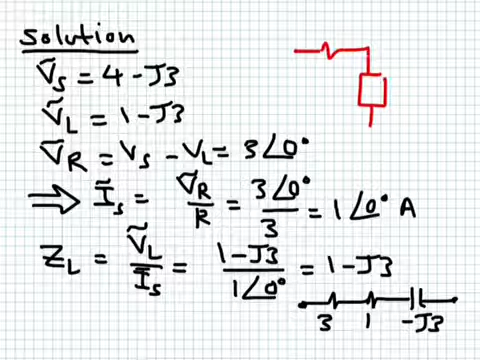 Solution
Ṽs = 4 - J3
ṼL = 1 - J3
ṼR = Vs - VL = 3∠0°
⇒ Ĩs = ṼR/R = 3∠0°/3 = 1∠0° A
ZL = ṼL/Ĩs = 1-J3/1∠0° = 1-J3
3 1 -J3